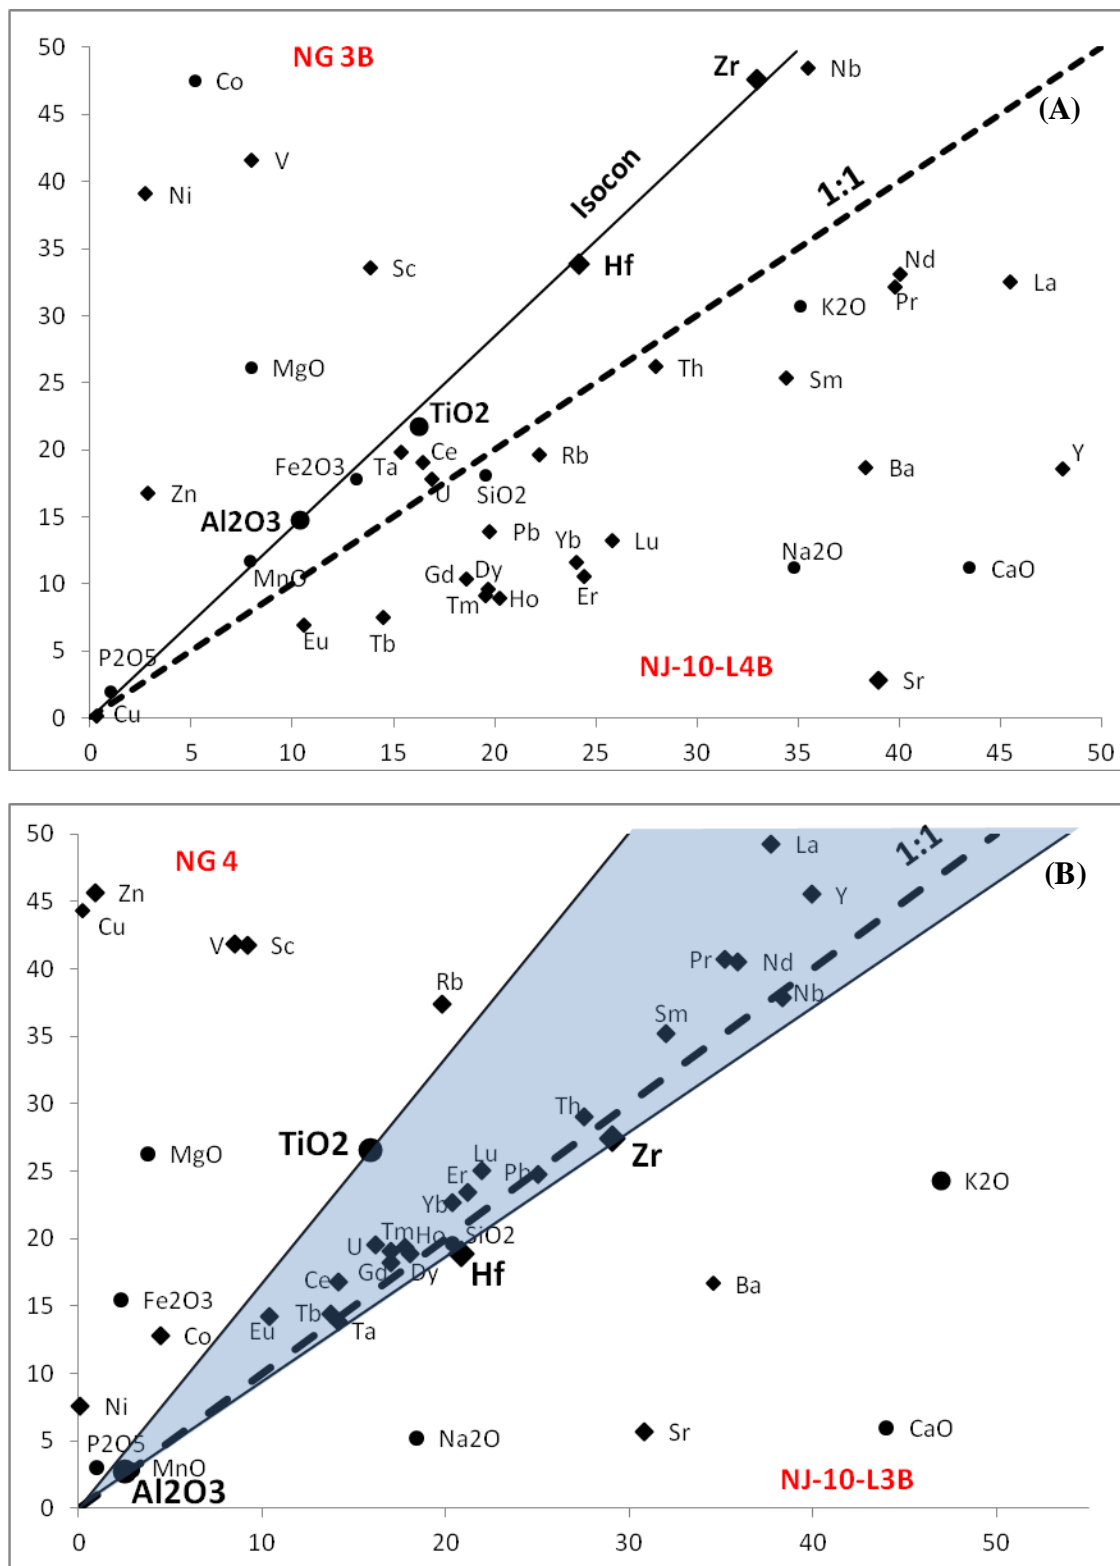 50
NG 3B
Zr
Nb
Co
(A)
45
V
40
Ni
Isocon
1:1
35
Sc
Hf
Nd
La
Pr
30
K2O
MgO
25
Th
Sm
TiO2
20
Fe2O3
Ta
Ce
Rb
Ba
Y
Zn
U
SiO2
15
Al2O3
Pb
Yb
Lu
Na2O
MnO
Gd
Dy
CaO
10
Tm
Ho
Er
Eu
Tb
5
P2O5
NJ-10-L4B
Sr
Cu
0
0 5 10 15 20 25 30 35 40 45 50
50
NG 4
La
1:1
(B)
45
Zn
Cu
Y
V
Sc
40
Pr
Nd
Rb
Nb
35
Sm
30
Th
TiO2
Zr
MgO
25
Lu
Er
Pb
K2O
Yb
20
U
Tm
Ho
SiO2
Gd
Dy
Hf
Ce
Ba
15
Fe2O3
Tb
Eu
Ta
Co
10
Ni
5
P2O5
Na2O
Sr
CaO
MnO
Al2O3
NJ-10-L3B
0
0 10 20 30 40 50